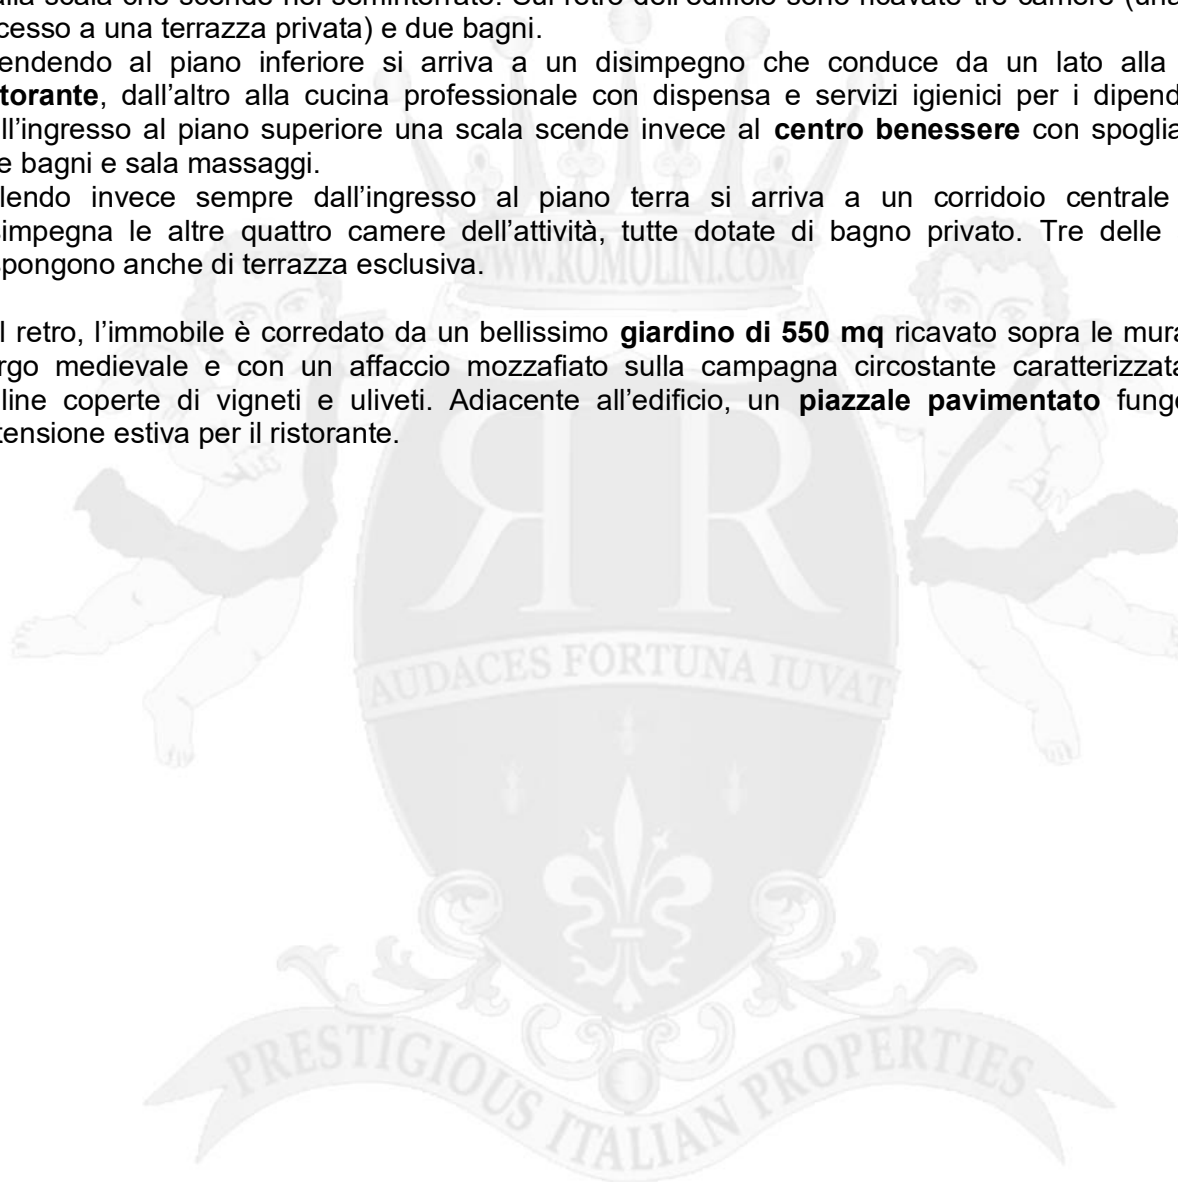 alla scala che scende nel seminterrato. Sul retro dell’edificio sono ricavate tre camere (una
cesso a una terrazza privata) e due bagni.
endendo al piano inferiore si arriva a un disimpegno che conduce da un lato alla
torante, dall’altro alla cucina professionale con dispensa e servizi igienici per i dipend
ll’ingresso al piano superiore una scala scende invece al centro benessere con spoglia
e bagni e sala massaggi.
lendo invece sempre dall’ingresso al piano terra si arriva a un corridoio centrale
simpegna le altre quattro camere dell’attività, tutte dotate di bagno privato. Tre delle
spongono anche di terrazza esclusiva.
l retro, l’immobile è corredato da un bellissimo giardino di 550 mq ricavato sopra le mura
rgo medievale e con un affaccio mozzafiato sulla campagna circostante caratterizzata
line coperte di vigneti e uliveti. Adiacente all’edificio, un piazzale pavimentato funge
tensione estiva per il ristorante.
WWW.ROMOLINI.COM
RR
AUDACES FORTUNA IUVAT
PRESTIGIOUS ITALIAN PROPERTIES